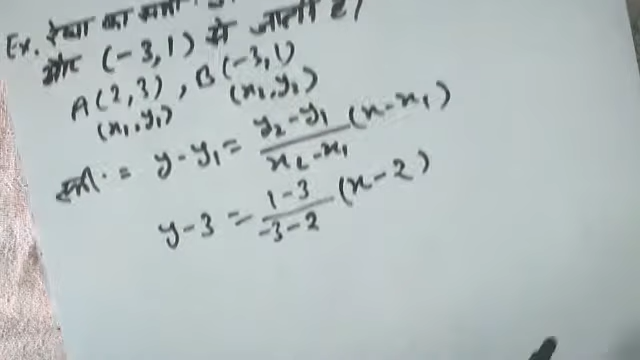 Ex. रेखा का समी
और (-3,1) से जाती है।
A(2,3), B(-3,1)
(x₁,y₁) (x₂,y₂)
समी. = y-y₁ = y₂-y₁/x₂-x₁ (x-x₁)
y-3 = 1-3/-3-2 (x-2)